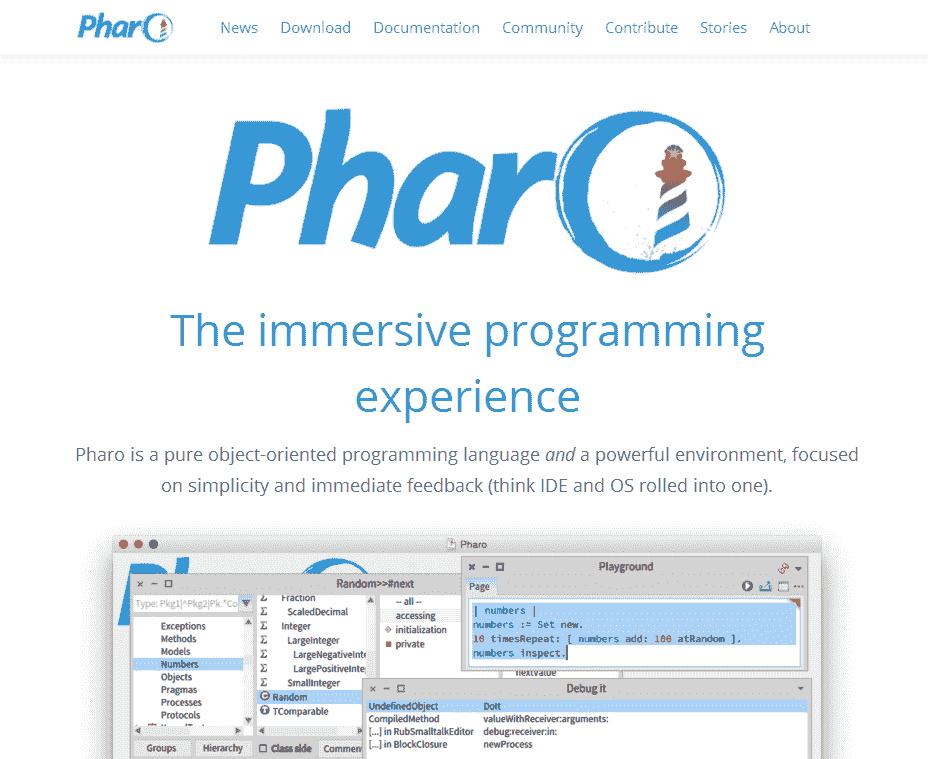 Pharo
News Download Documentation Community Contribute Stories About
Pharo
The immersive programming
experience
Pharo is a pure object-oriented programming language and a powerful environment, focused
on simplicity and immediate feedback (think IDE and OS rolled into one).
Pharo
Random>>#next
Type: Pkg1|^Pkg2|Pk.*Co
Exceptions
Methods
Models
Numbers
Objects
Pragmas
Processes
Protocols
Fraction
ScaledDecimal
Integer
LargeInteger
LargeNegativeInte
LargePositiveInte
SmallInteger
Random
TComparable
-- all --
accessing
initialization
private
Groups Hierarchy Class side Commen
Playground
Page
| numbers |
numbers := Set new.
10 timesRepeat: [ numbers add: 100 atRandom ].
numbers inspect.
nextValue
Debug it
UndefinedObject DoIt
CompiledMethod valueWithReceiver:arguments:
[...] in RubSmalltalkEditor debug:receiver:in:
[...] in BlockClosure newProcess